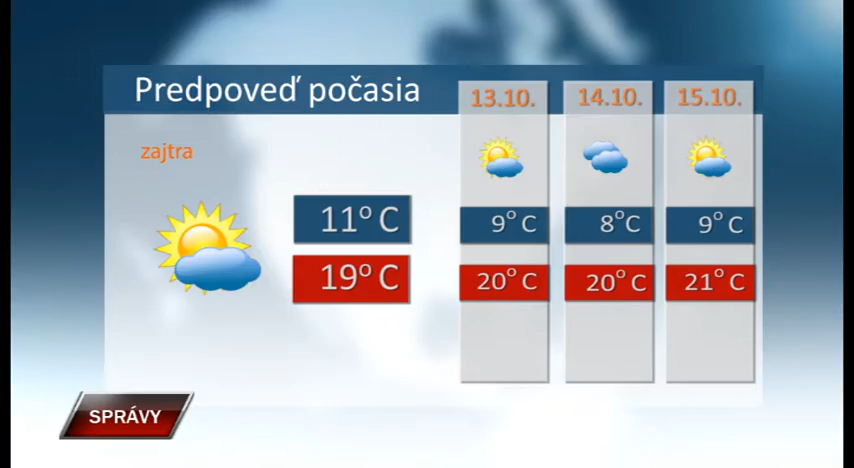 Predpoveď počasia
zajtra
11° C
19° C
13.10.
9° C
20° C
14.10.
8°C
20° C
15.10.
9° C
21° C
SPRÁVY